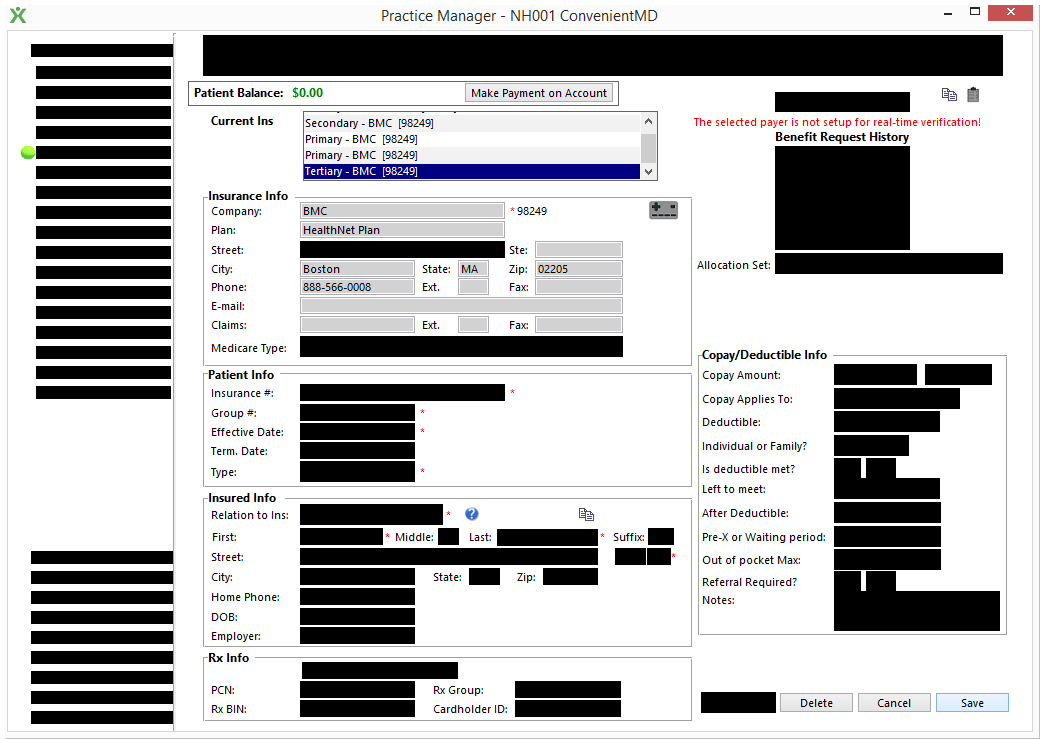 Practice Manager - NH001 ConvenientMD
Patient Balance: $0.00 Make Payment on Account
Current Ins
Secondary - BMC [98249]
Primary - BMC [98249]
Primary - BMC [98249]
Tertiary - BMC [98249]
The selected payer is not setup for real-time verification!
Benefit Request History
Allocation Set:
Insurance Info
Company: BMC * 98249
Plan: HealthNet Plan
Street: Ste:
City: Boston State: MA Zip: 02205
Phone: 888-566-0008 Ext. Fax:
E-mail:
Claims: Ext. Fax:
Medicare Type:
Patient Info
Insurance #: *
Group #: *
Effective Date: *
Term. Date:
Type: *
Insured Info
Relation to Ins: * ?
First: * Middle: Last: * Suffix:
Street: *
City: State: Zip:
Home Phone:
DOB:
Employer:
Rx Info
PCN: Rx Group:
Rx BIN: Cardholder ID:
Copay/Deductible Info
Copay Amount:
Copay Applies To:
Deductible:
Individual or Family?
Is deductible met?
Left to meet:
After Deductible:
Pre-X or Waiting period:
Out of pocket Max:
Referral Required?
Notes:
Delete Cancel Save